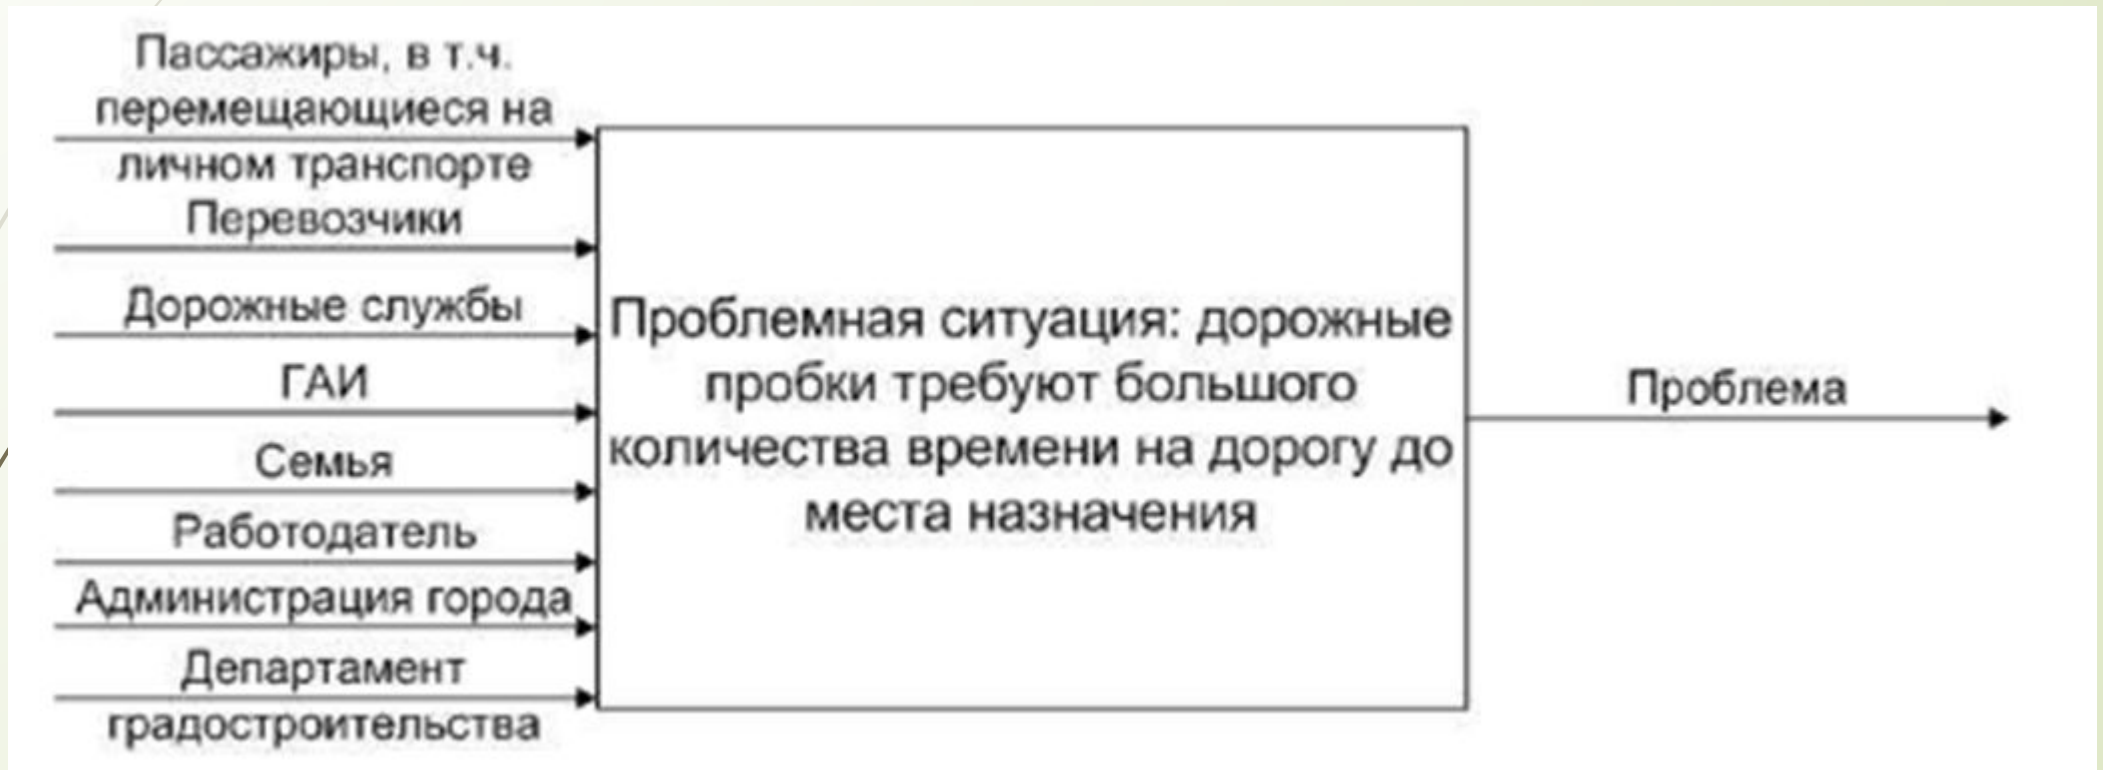 Пассажиры, в т.ч.
перемещающиеся на
личном транспорте
Перевозчики
Дорожные службы
ГАИ
Семья
Работодатель
Администрация города
Департамент
градостроительства
Проблемная ситуация: дорожные
пробки требуют большого
количества времени на дорогу до
места назначения
Проблема